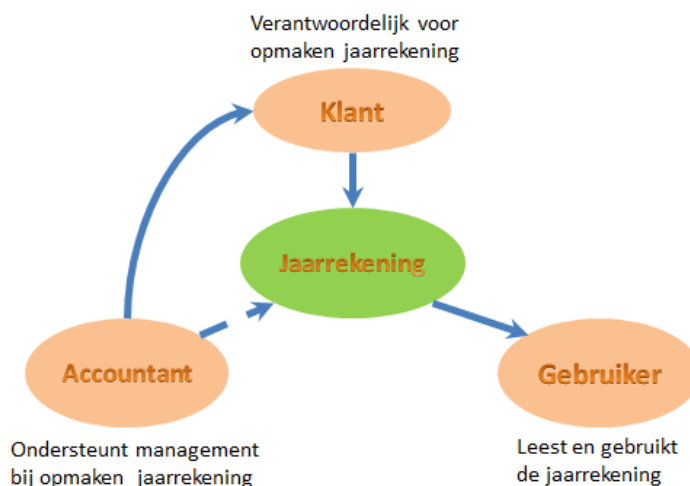 Verantwoordelijk voor
opmaken jaarrekening
Klant
Jaarrekening
Accountant
Gebruiker
Ondersteunt management
bij opmaken jaarrekening
Leest en gebruikt
de jaarrekening